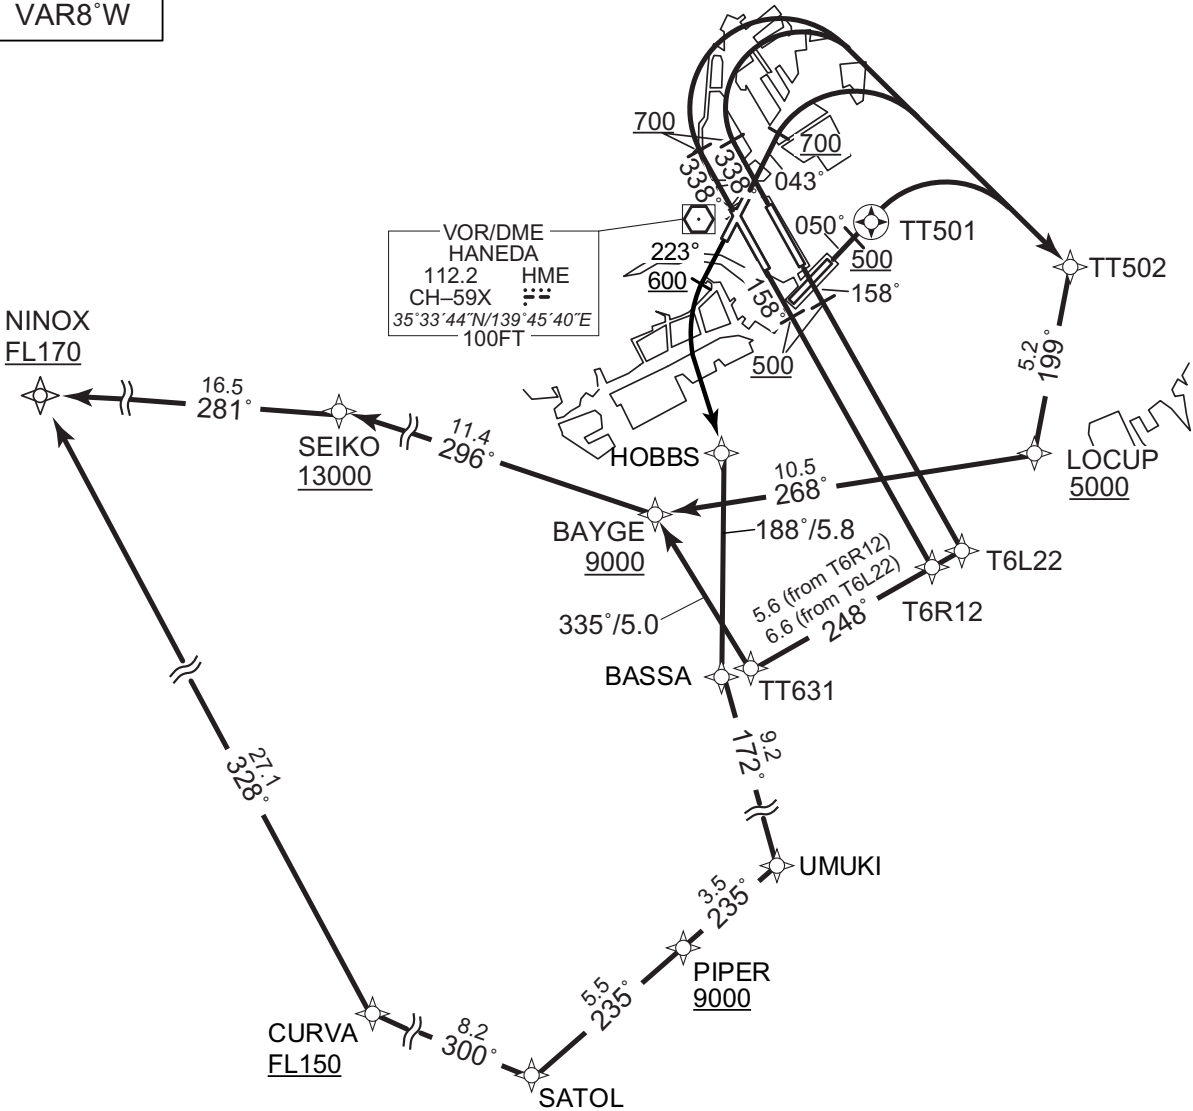 VAR8°W
700
700
338°
338°
043°
VOR/DME
HANEDA
112.2 HME
CH–59X
35°33′44″N/139°45′40″E
100FT
223°
600
050°
TT501
500
158°
158°
500
TT502
5.2
199°
NINOX
FL170
16.5
281°
SEIKO
13000
11.4
296°
HOBBS
10.5
268°
LOCUP
5000
BAYGE
9000
188°/5.8
T6L22
T6R12
5.6 (from T6R12)
6.6 (from T6L22)
248°
335°/5.0
BASSA
TT631
9.2
172°
27.1
328°
UMUKI
3.5
235°
PIPER
9000
5.5
235°
CURVA
FL150
8.2
300°
SATOL